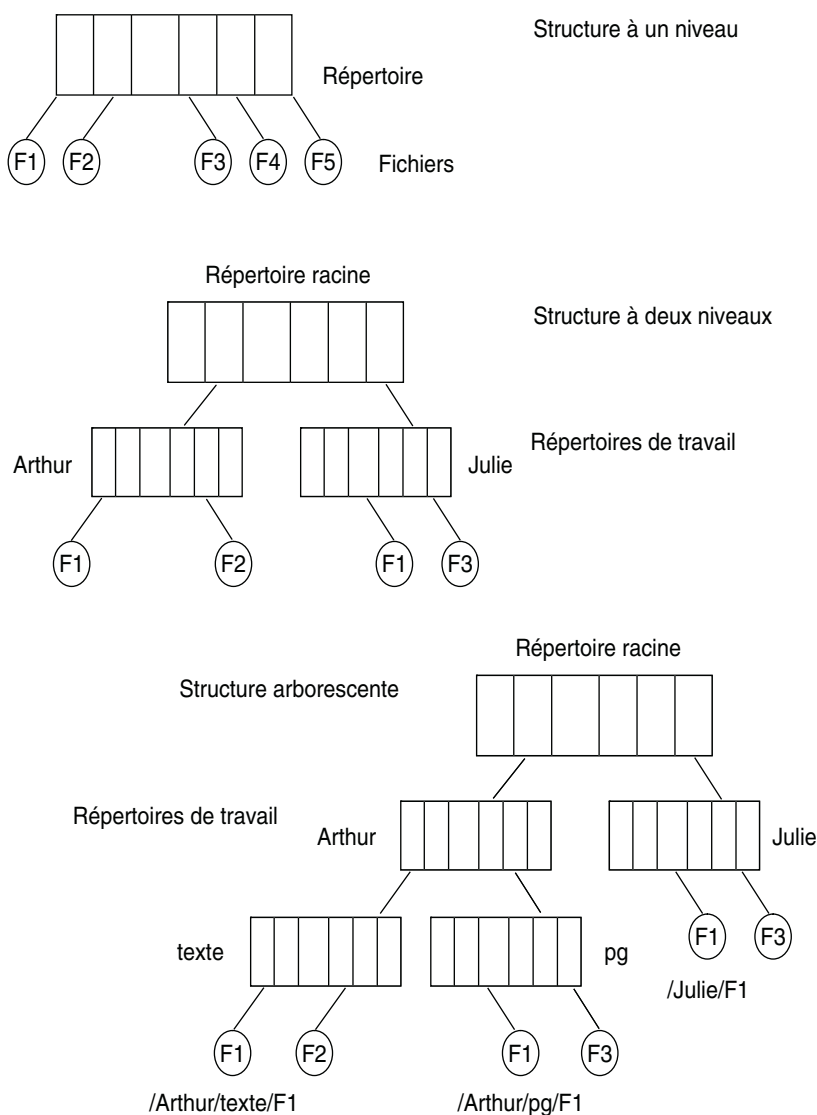 Structure à un niveau
Répertoire
F1 F2 F3 F4 F5 Fichiers
Répertoire racine
Structure à deux niveaux
Arthur Julie Répertoires de travail
F1 F2 F1 F3
Répertoire racine
Structure arborescente
Répertoires de travail Arthur Julie
texte pg F1 F3
/Julie/F1
F1 F2 F1 F3
/Arthur/texte/F1 /Arthur/pg/F1